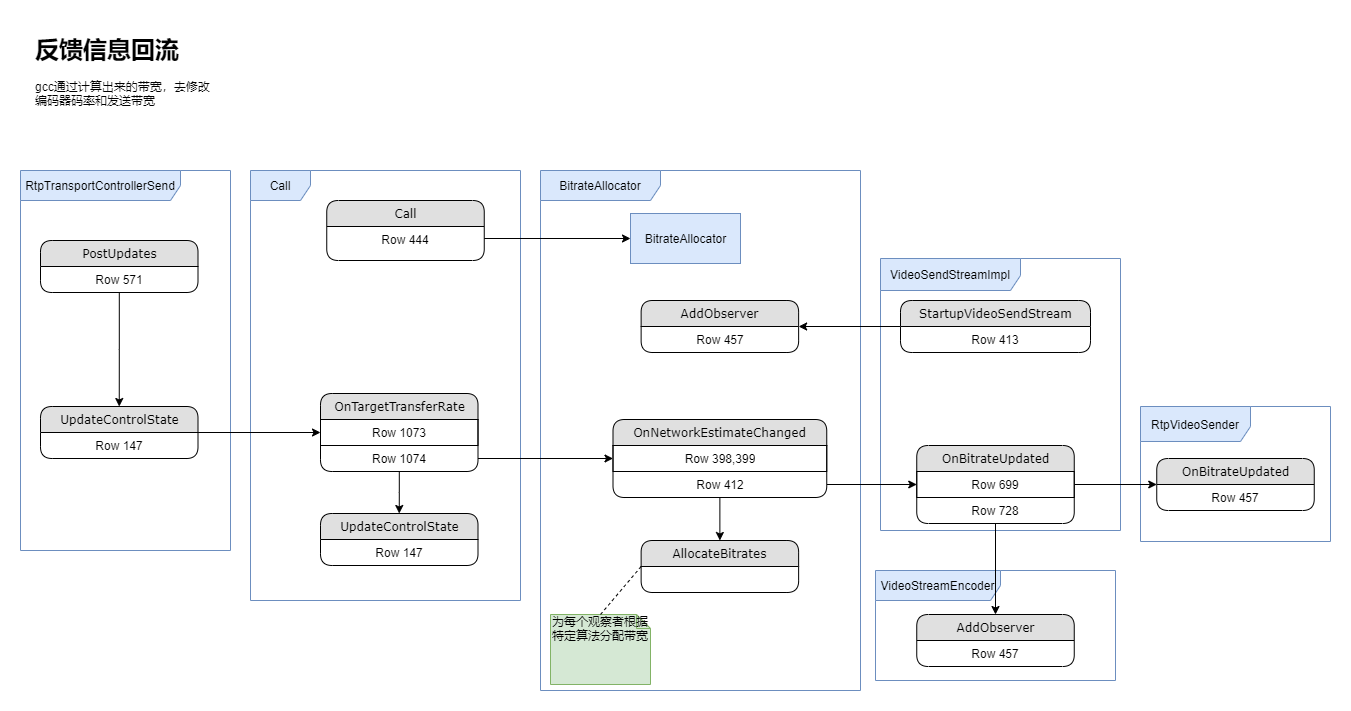 反馈信息回流
gcc通过计算出来的带宽，去修改
编码器码率和发送带宽
RtpTransportControllerSend
PostUpdates
Row 571
UpdateControlState
Row 147
Call
Call
Row 444
OnTargetTransferRate
Row 1073
Row 1074
UpdateControlState
Row 147
BitrateAllocator
BitrateAllocator
AddObserver
Row 457
OnNetworkEstimateChanged
Row 398,399
Row 412
AllocateBitrates
为每个观察者根据
特定算法分配带宽
VideoSendStreamImpl
StartupVideoSendStream
Row 413
OnBitrateUpdated
Row 699
Row 728
RtpVideoSender
OnBitrateUpdated
Row 457
VideoStreamEncoder
AddObserver
Row 457